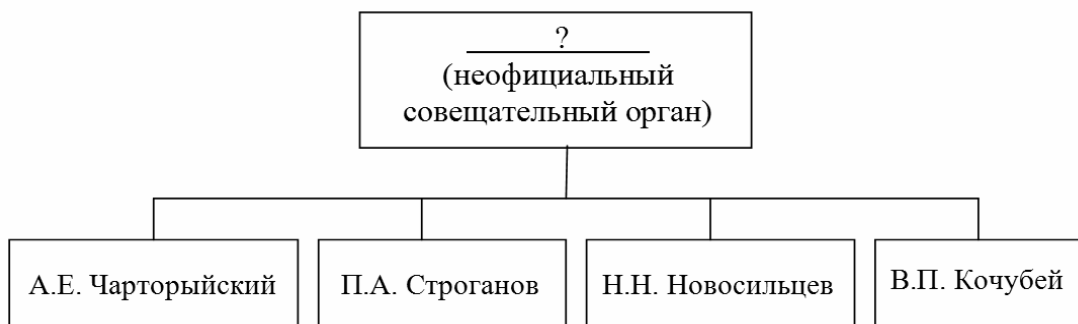 ?
(неофициальный
совещательный орган)
А.Е. Чарторыйский
П.А. Строганов
Н.Н. Новосильцев
В.П. Кочубей